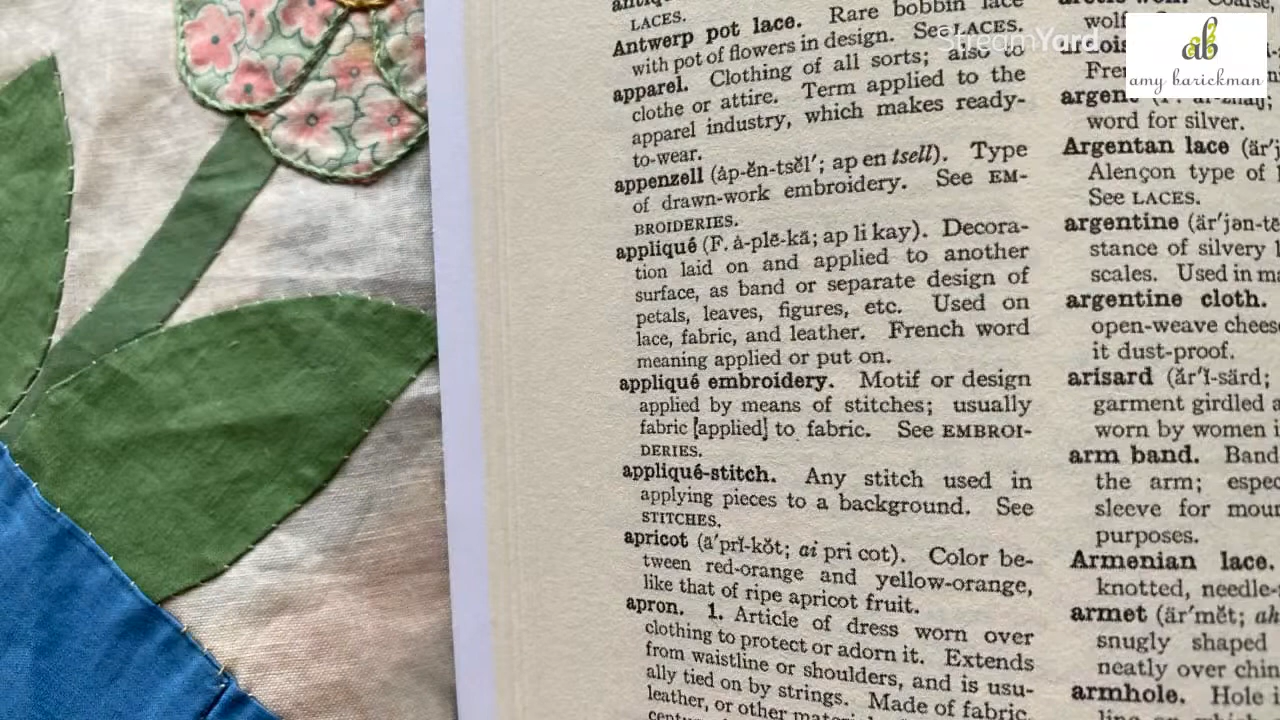 LACES.
Antwerp pot lace. Rare bobbin lace
with pot of flowers in design. See LACES.
apparel. Clothing of all sorts; also to
clothe or attire. Term applied to the
apparel industry, which makes ready-
to-wear.
appenzell (ȧp-ĕn-tsĕl′; ap en tsell). Type
of drawn-work embroidery. See EM-
BROIDERIES.
appliqué (F. ȧ-plē-kā; ap li kay). Decora-
tion laid on and applied to another
surface, as band or separate design of
petals, leaves, figures, etc. Used on
lace, fabric, and leather. French word
meaning applied or put on.
appliqué embroidery. Motif or design
applied by means of stitches; usually
fabric [applied] to fabric. See EMBROI-
DERIES.
appliqué-stitch. Any stitch used in
applying pieces to a background. See
STITCHES.
apricot (ā′prĭ-kŏt; ai pri cot). Color be-
tween red-orange and yellow-orange,
like that of ripe apricot fruit.
apron. 1. Article of dress worn over
clothing to protect or adorn it. Extends
from waistline or shoulders, and is usu-
ally tied on by strings. Made of fabric,
leather, or other
word for silver.
Argentan lace
Alençon type of
See LACES.
argentine
stance of silvery
scales. Used in
argentine cloth.
open-weave
it dust-proof.
arisard
garment girdled
worn by women
arm band. Band
the arm;
sleeve for
purposes.
Armenian lace.
knotted, needle-
armet (är′mĕt;
snugly shaped
neatly over
armhole. Hole
StreamYard
ab
amy barickman